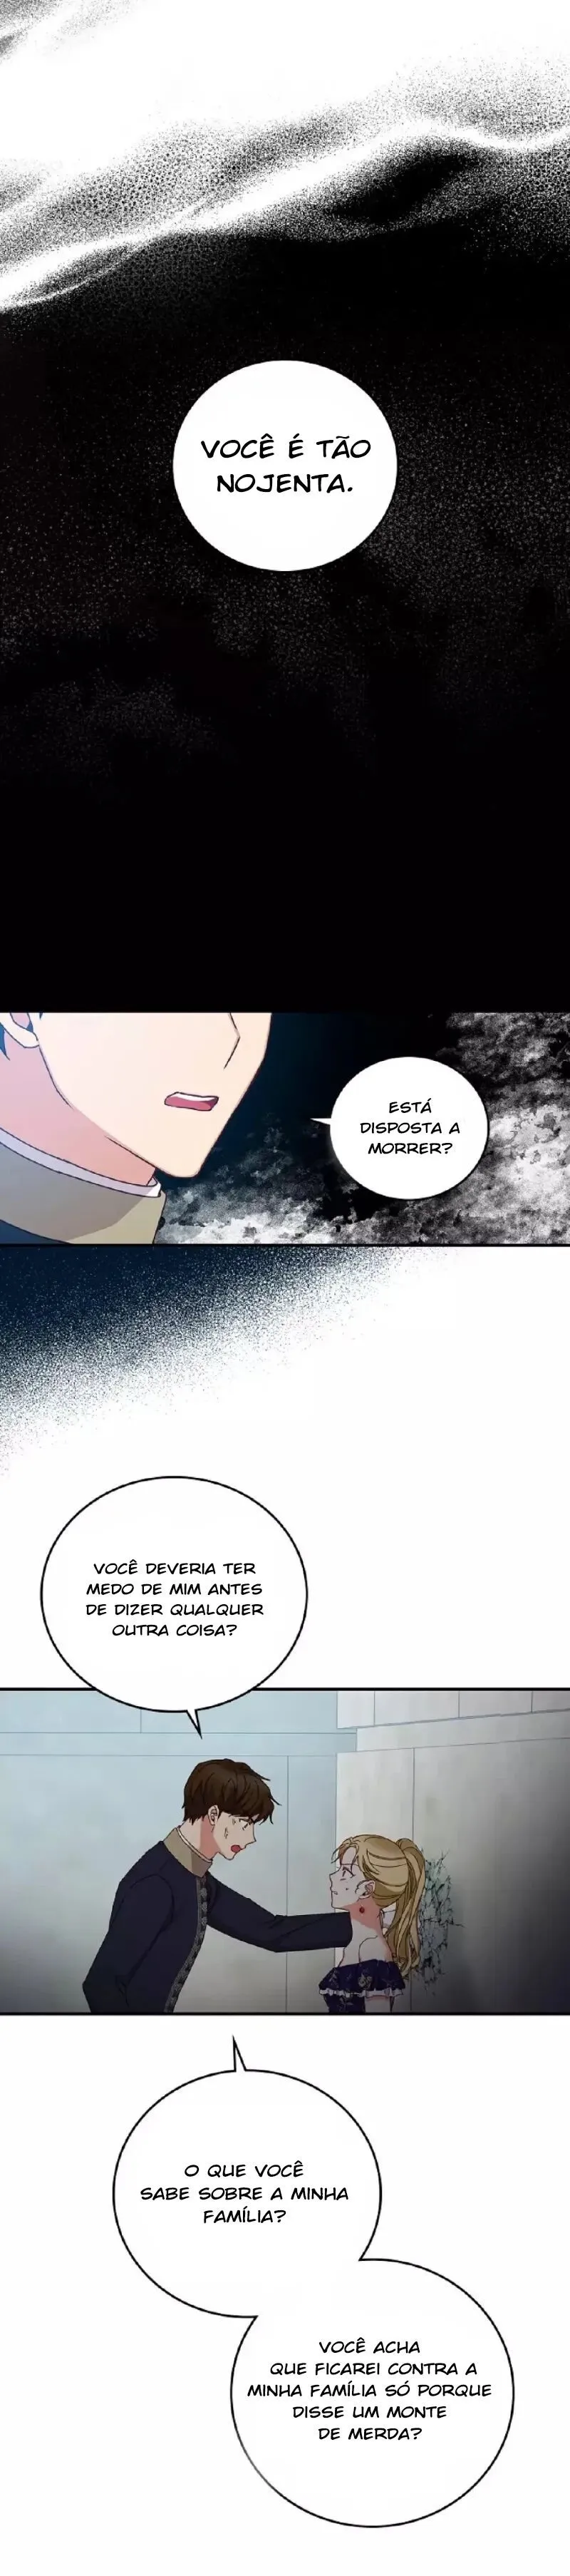 VOCÊ É TÃO
NOJENTA.
ESTÁ
DISPOSTA A
MORRER?
VOCÊ DEVERIA TER
MEDO DE MIM ANTES
DE DIZER QUALQUER
OUTRA COISA?
O QUE VOCÊ
SABE SOBRE A MINHA
FAMÍLIA?
VOCÊ ACHA
QUE FICAREI CONTRA A
MINHA FAMÍLIA SÓ PORQUE
DISSE UM MONTE
DE MERDA?